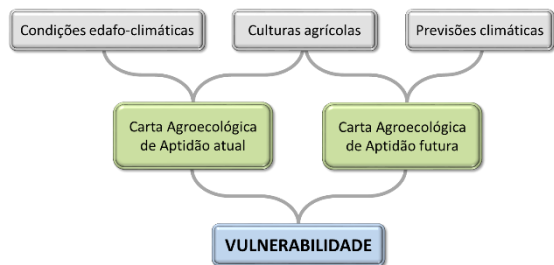 Condições edafo-climáticas
Culturas agrícolas
Previsões climáticas
Carta Agroecológica
de Aptidão atual
Carta Agroecológica
de Aptidão futura
VULNERABILIDADE